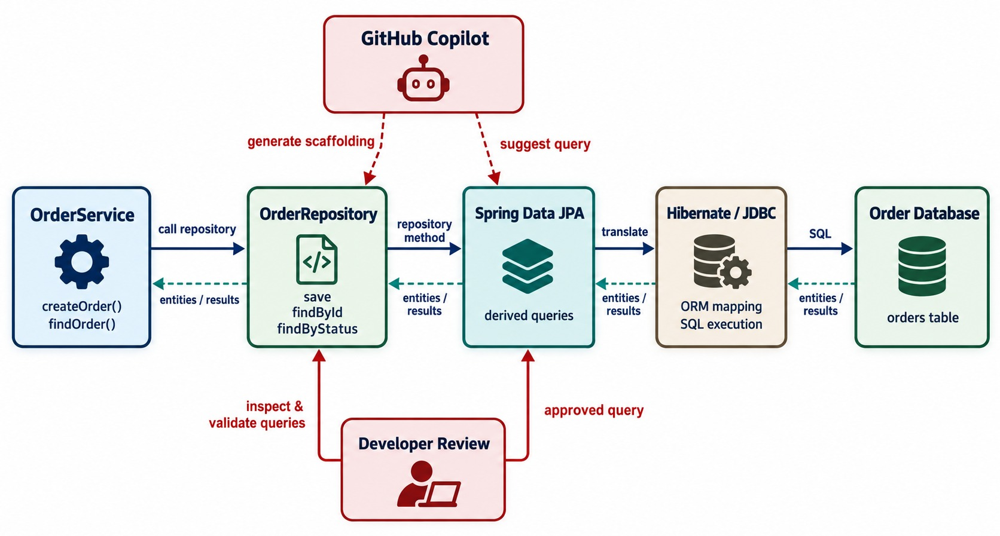 GitHub Copilot
generate scaffolding
suggest query
OrderService
createOrder()
findOrder()
call repository
entities / results
OrderRepository
</>
save
findById
findByStatus
repository
method
entities /
results
Spring Data JPA
derived queries
translate
entities /
results
Hibernate / JDBC
ORM mapping
SQL execution
SQL
entities /
results
Order Database
orders table
inspect &
validate queries
approved query
Developer Review